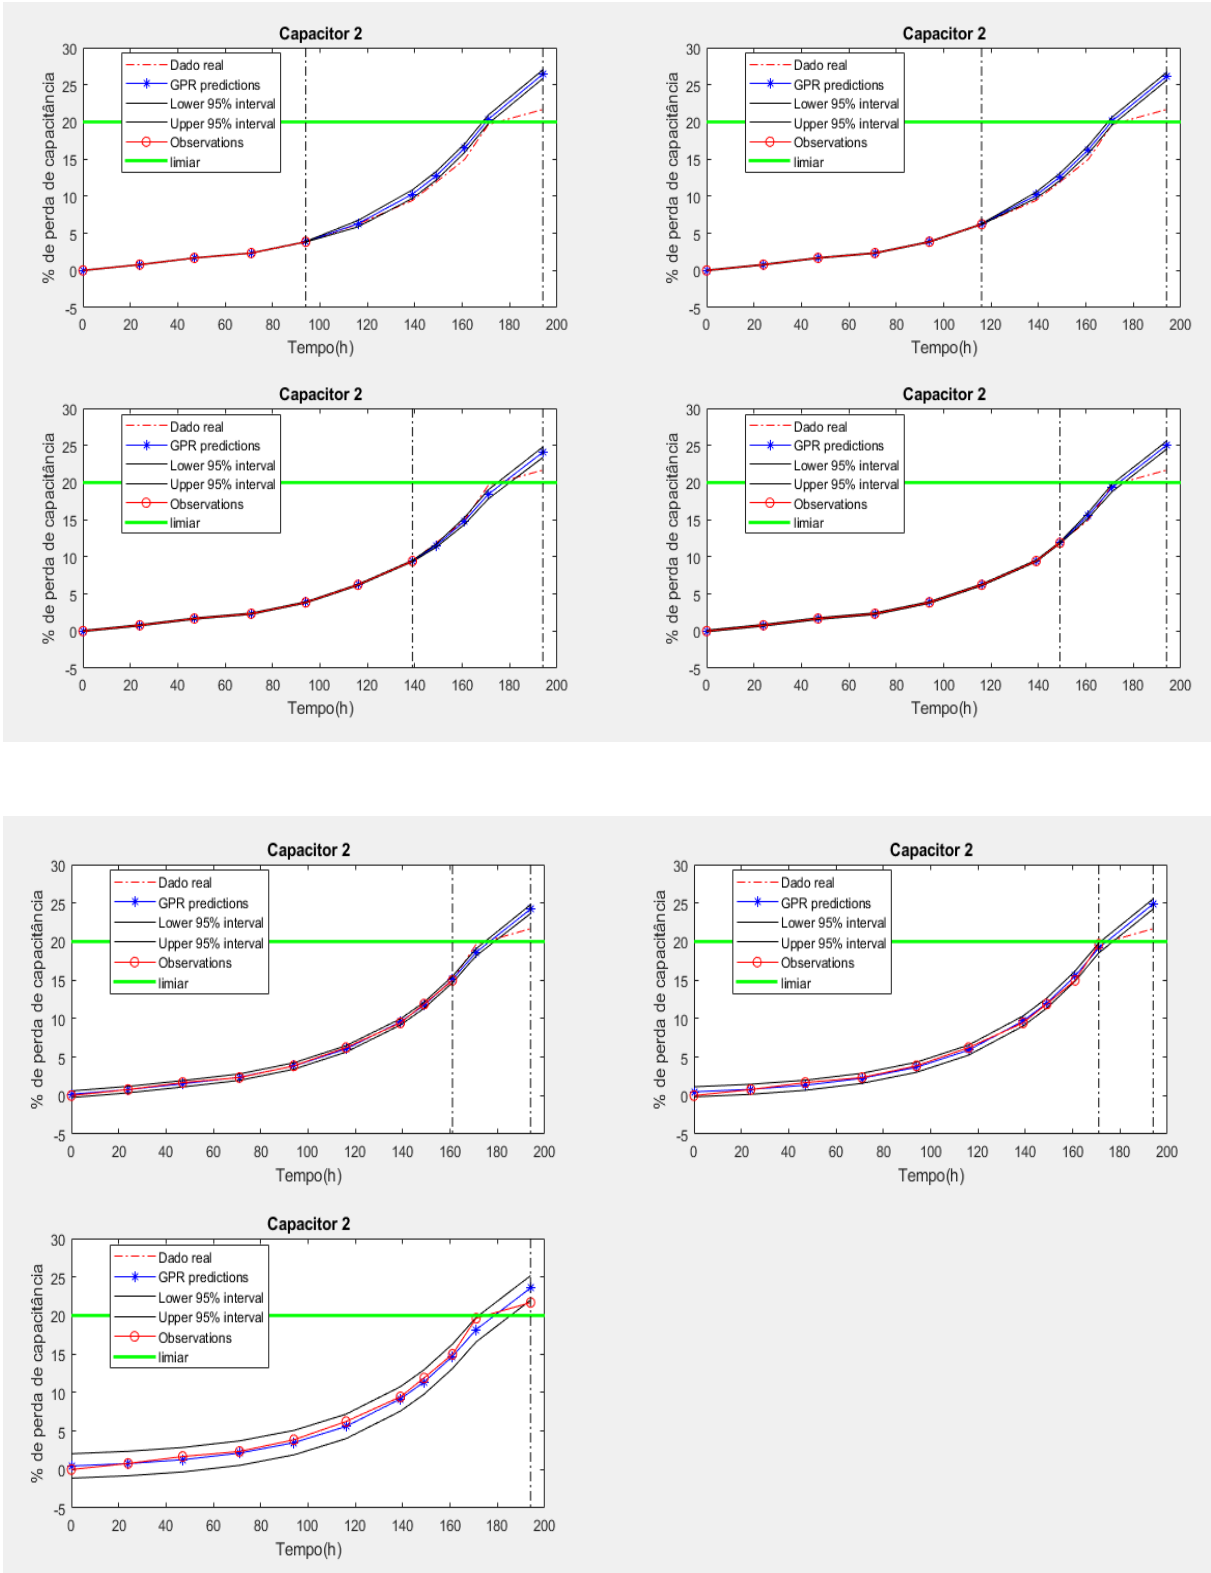 Capacitor 2
30
25
20
15
10
5
0
-5
% de perda de capacitância
Dado real
GPR predictions
Lower 95% interval
Upper 95% interval
Observations
limiar
0 20 40 60 80 100 120 140 160 180 200
Tempo(h)
Capacitor 2
30
25
20
15
10
5
0
-5
% de perda de capacitância
Dado real
GPR predictions
Lower 95% interval
Upper 95% interval
Observations
limiar
0 20 40 60 80 100 120 140 160 180 200
Tempo(h)
Capacitor 2
30
25
20
15
10
5
0
-5
% de perda de capacitância
Dado real
GPR predictions
Lower 95% interval
Upper 95% interval
Observations
limiar
0 20 40 60 80 100 120 140 160 180 200
Tempo(h)
Capacitor 2
30
25
20
15
10
5
0
-5
% de perda de capacitância
Dado real
GPR predictions
Lower 95% interval
Upper 95% interval
Observations
limiar
0 20 40 60 80 100 120 140 160 180 200
Tempo(h)
Capacitor 2
30
25
20
15
10
5
0
-5
% de perda de capacitância
Dado real
GPR predictions
Lower 95% interval
Upper 95% interval
Observations
limiar
0 20 40 60 80 100 120 140 160 180 200
Tempo(h)
Capacitor 2
30
25
20
15
10
5
0
-5
% de perda de capacitância
Dado real
GPR predictions
Lower 95% interval
Upper 95% interval
Observations
limiar
0 20 40 60 80 100 120 140 160 180 200
Tempo(h)
Capacitor 2
30
25
20
15
10
5
0
-5
% de perda de capacitância
Dado real
GPR predictions
Lower 95% interval
Upper 95% interval
Observations
limiar
0 20 40 60 80 100 120 140 160 180 200
Tempo(h)